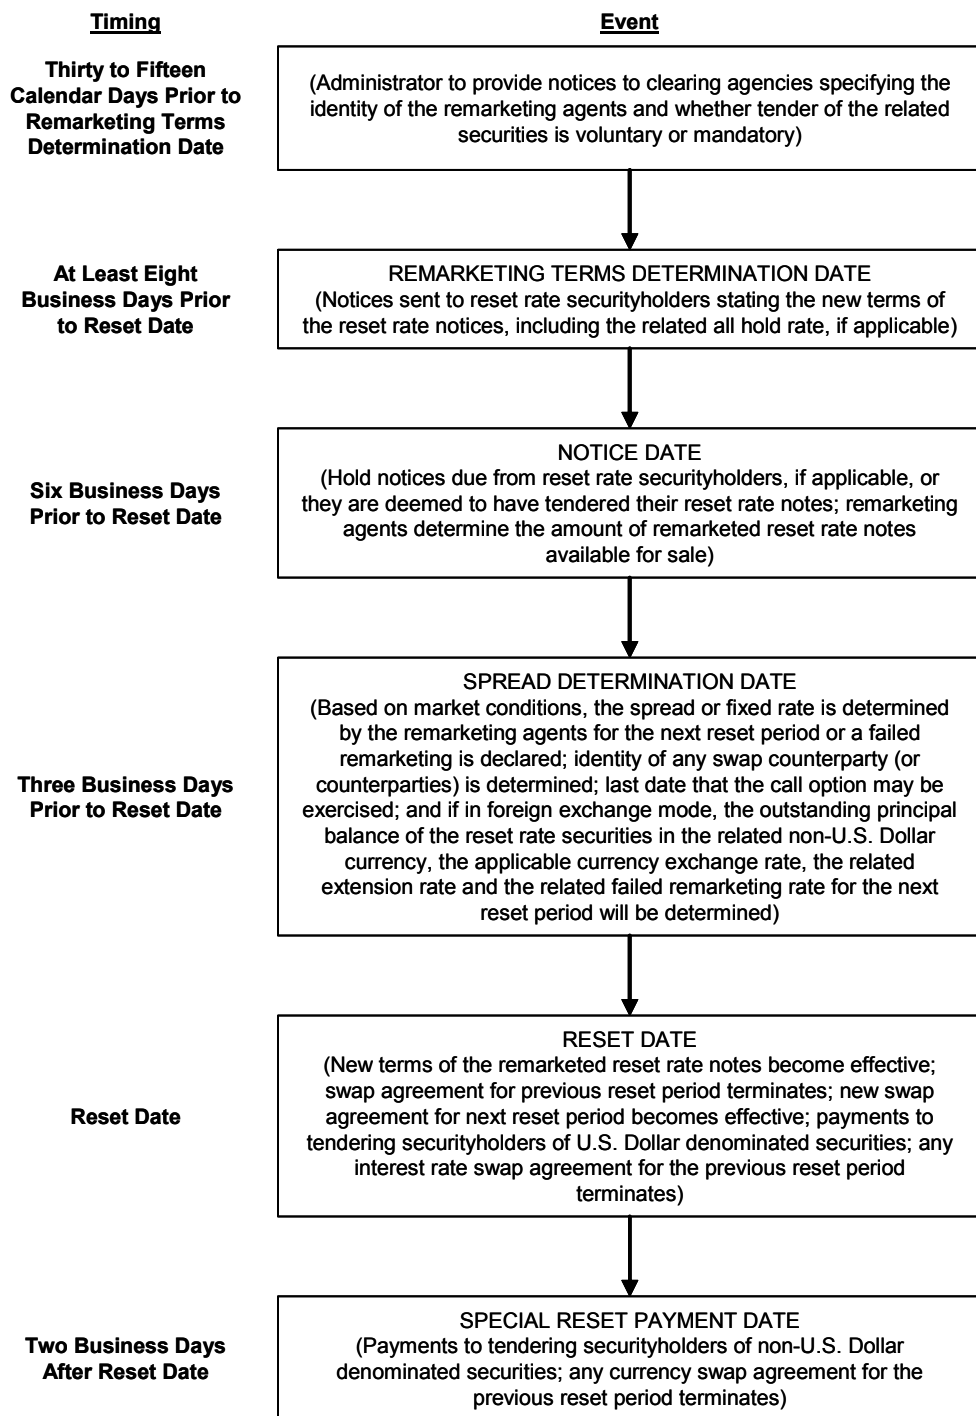 Timing
Event
Thirty to Fifteen
Calendar Days Prior to
Remarketing Terms
Determination Date
(Administrator to provide notices to clearing agencies specifying the
identity of the remarketing agents and whether tender of the related
securities is voluntary or mandatory)
At Least Eight
Business Days Prior
to Reset Date
REMARKETING TERMS DETERMINATION DATE
(Notices sent to reset rate securityholders stating the new terms of
the reset rate notices, including the related all hold rate, if applicable)
Six Business Days
Prior to Reset Date
NOTICE DATE
(Hold notices due from reset rate securityholders, if applicable, or
they are deemed to have tendered their reset rate notes; remarketing
agents determine the amount of remarketed reset rate notes
available for sale)
Three Business Days
Prior to Reset Date
SPREAD DETERMINATION DATE
(Based on market conditions, the spread or fixed rate is determined
by the remarketing agents for the next reset period or a failed
remarketing is declared; identity of any swap counterparty (or
counterparties) is determined; last date that the call option may be
exercised; and if in foreign exchange mode, the outstanding principal
balance of the reset rate securities in the related non-U.S. Dollar
currency, the applicable currency exchange rate, the related
extension rate and the related failed remarketing rate for the next
reset period will be determined)
Reset Date
RESET DATE
(New terms of the remarketed reset rate notes become effective;
swap agreement for previous reset period terminates; new swap
agreement for next reset period becomes effective; payments to
tendering securityholders of U.S. Dollar denominated securities; any
interest rate swap agreement for the previous reset period
terminates)
Two Business Days
After Reset Date
SPECIAL RESET PAYMENT DATE
(Payments to tendering securityholders of non-U.S. Dollar
denominated securities; any currency swap agreement for the
previous reset period terminates)